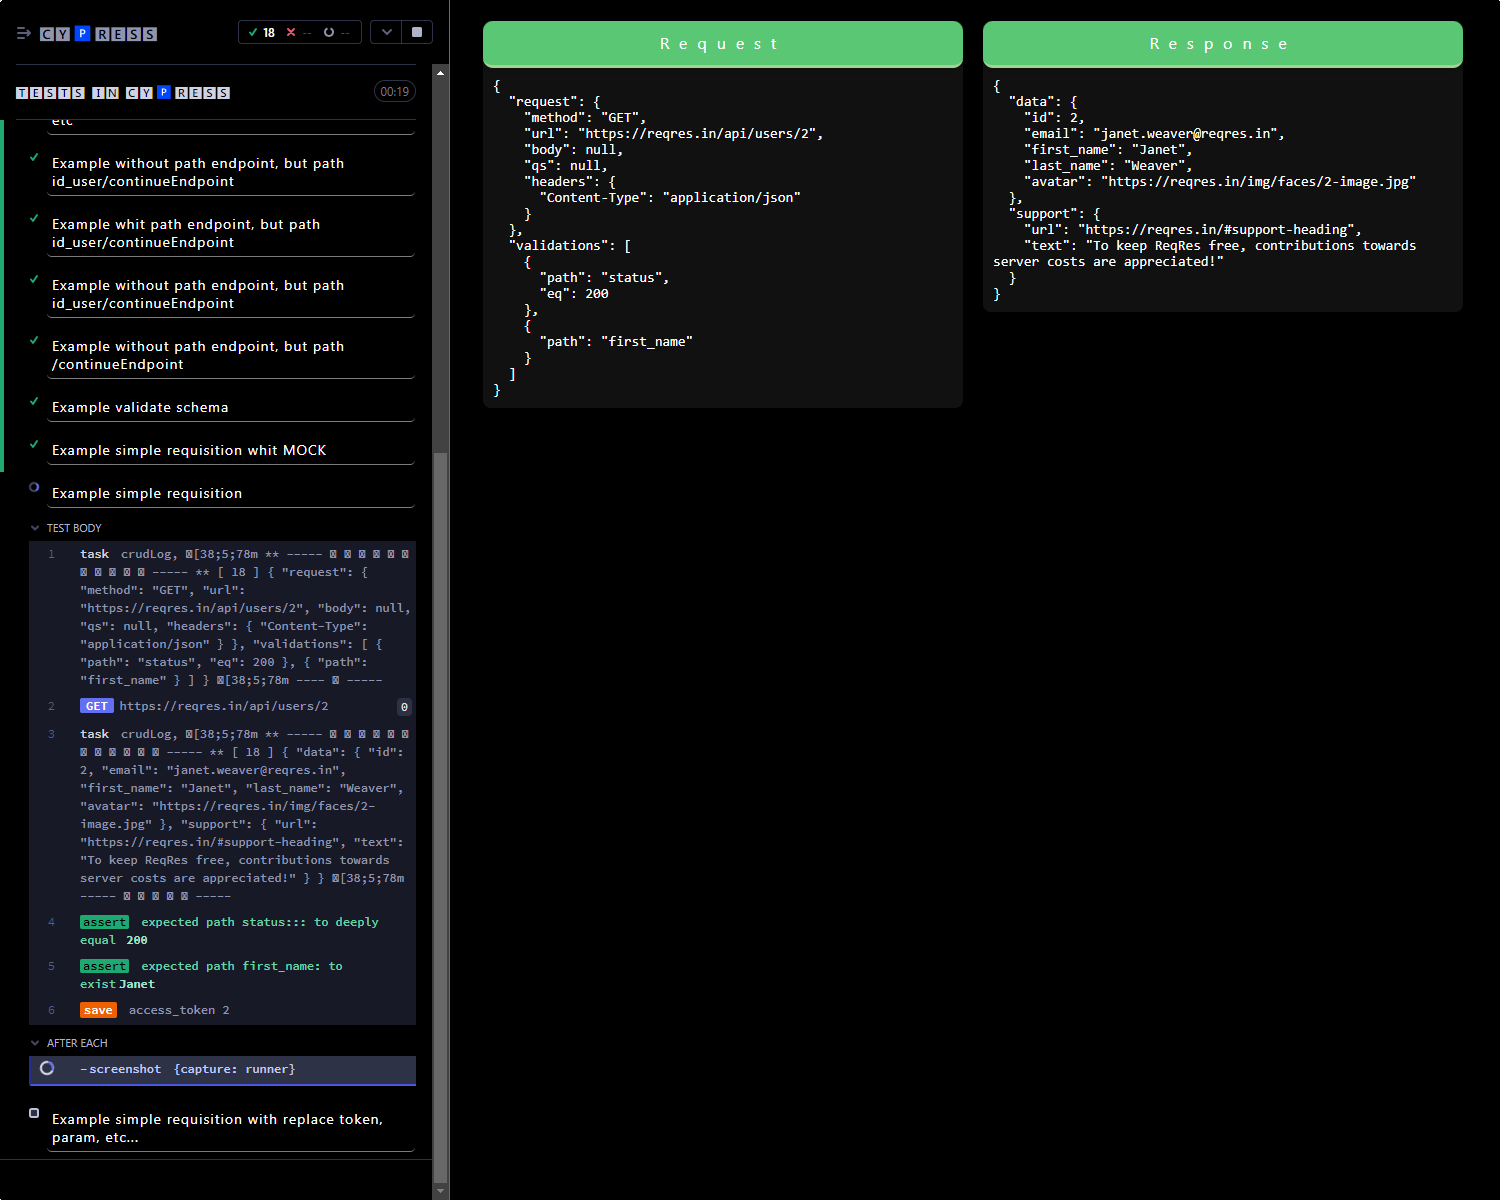 CYPRESS
18 -- --
TESTS IN CYPRESS
00:19
etc
Example without path endpoint, but path
id_user/continueEndpoint
Example whit path endpoint, but path
id_user/continueEndpoint
Example without path endpoint, but path
id_user/continueEndpoint
Example without path endpoint, but path
/continueEndpoint
Example validate schema
Example simple requisition whit MOCK
Example simple requisition
TEST BODY
1 task crudLog, [38;5;78m ** -----
----- ** [ 18 ] { "request": {
"method": "GET", "url":
"https://reqres.in/api/users/2", "body": null,
"qs": null, "headers": { "Content-Type":
"application/json" } }, "validations": [ {
"path": "status", "eq": 200 }, { "path":
"first_name" } ] } [38;5;78m ---- -----
2 GET https://reqres.in/api/users/2 0
3 task crudLog, [38;5;78m ** -----
----- ** [ 18 ] { "data": { "id":
2, "email": "janet.weaver@reqres.in",
"first_name": "Janet", "last_name": "Weaver",
"avatar": "https://reqres.in/img/faces/2-
image.jpg" }, "support": { "url":
"https://reqres.in/#support-heading", "text":
"To keep ReqRes free, contributions towards
server costs are appreciated!" } } [38;5;78m
----- -----
4 assert expected path status::: to deeply
equal 200
5 assert expected path first_name: to
exist Janet
6 save access_token 2
AFTER EACH
-screenshot {capture: runner}
Example simple requisition with replace token,
param, etc...
Request
{
"request": {
"method": "GET",
"url": "https://reqres.in/api/users/2",
"body": null,
"qs": null,
"headers": {
"Content-Type": "application/json"
}
},
"validations": [
{
"path": "status",
"eq": 200
},
{
"path": "first_name"
}
]
}
Response
{
"data": {
"id": 2,
"email": "janet.weaver@reqres.in",
"first_name": "Janet",
"last_name": "Weaver",
"avatar": "https://reqres.in/img/faces/2-image.jpg"
},
"support": {
"url": "https://reqres.in/#support-heading",
"text": "To keep ReqRes free, contributions towards
server costs are appreciated!"
}
}